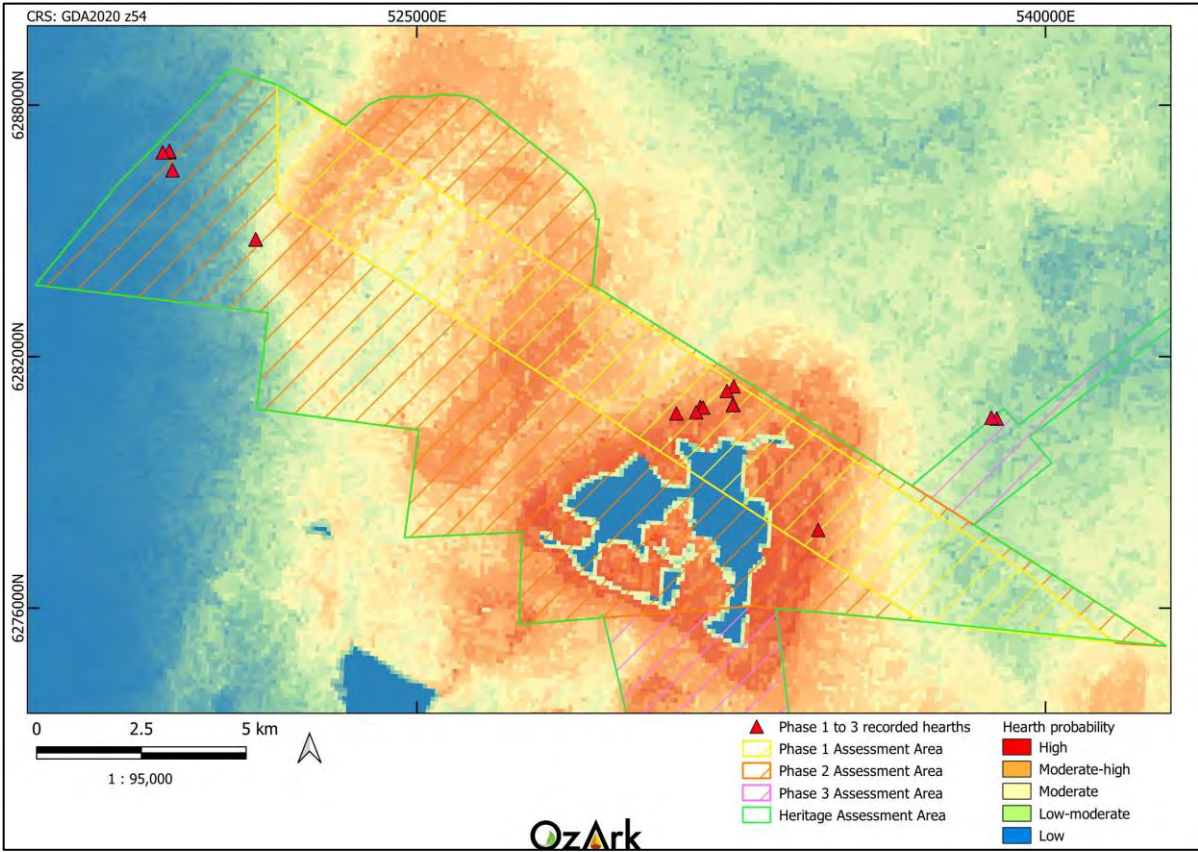 CRS: GDA2020 z54
525000E
540000E
6288000N
6282000N
6276000N
0 2.5 5 km
1 : 95,000
Phase 1 to 3 recorded hearths
Phase 1 Assessment Area
Phase 2 Assessment Area
Phase 3 Assessment Area
Heritage Assessment Area
Hearth probability
High
Moderate-high
Moderate
Low-moderate
Low
OzArk